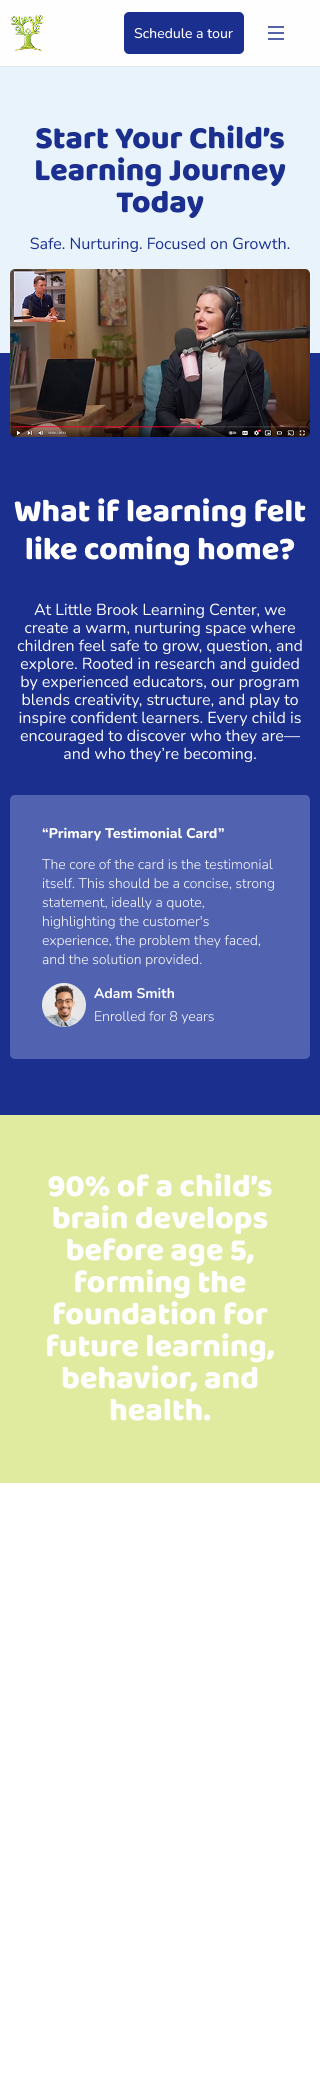 Schedule a tour
Start Your Child's
Learning Journey
Today
Safe. Nurturing. Focused on Growth.
What if learning felt
like coming home?
At Little Brook Learning Center, we
create a warm, nurturing space where
children feel safe to grow, question, and
explore. Rooted in research and guided
by experienced educators, our program
blends creativity, structure, and play to
inspire confident learners. Every child is
encouraged to discover who they are—
and who they’re becoming.
“Primary Testimonial Card”
The core of the card is the testimonial
itself. This should be a concise, strong
statement, ideally a quote,
highlighting the customer's
experience, the problem they faced,
and the solution provided.
Adam Smith
Enrolled for 8 years
90% of a child’s
brain develops
before age 5,
forming the
foundation for
future learning,
behavior, and
health.